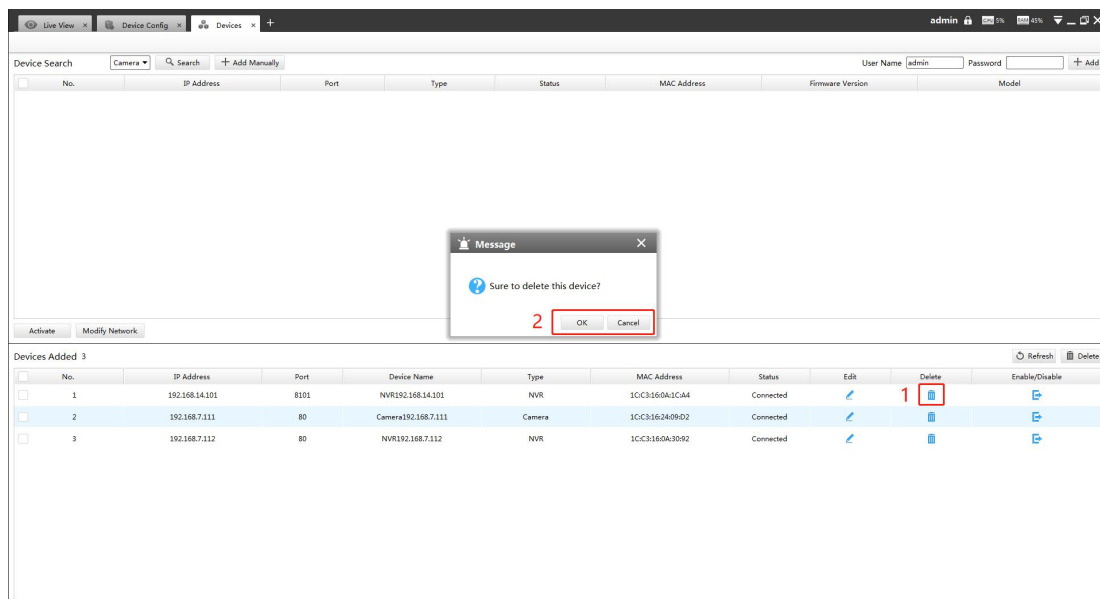 Live View × Device Config × Devices × + admin CPU 5% RAM 45%
Device Search Camera Search + Add Manually User Name admin Password + Add
No. IP Address Port Type Status MAC Address Firmware Version Model
Message
Sure to delete this device?
2 OK Cancel
Activate Modify Network
Devices Added 3 Refresh Delete
No. IP Address Port Device Name Type MAC Address Status Edit Delete Enable/Disable
1 192.168.14.101 8101 NVR192.168.14.101 NVR 1C:C3:16:0A:1C:A4 Connected 1
2 192.168.7.111 80 Camera192.168.7.111 Camera 1C:C3:16:24:09:D2 Connected
3 192.168.7.112 80 NVR192.168.7.112 NVR 1C:C3:16:0A:30:92 Connected